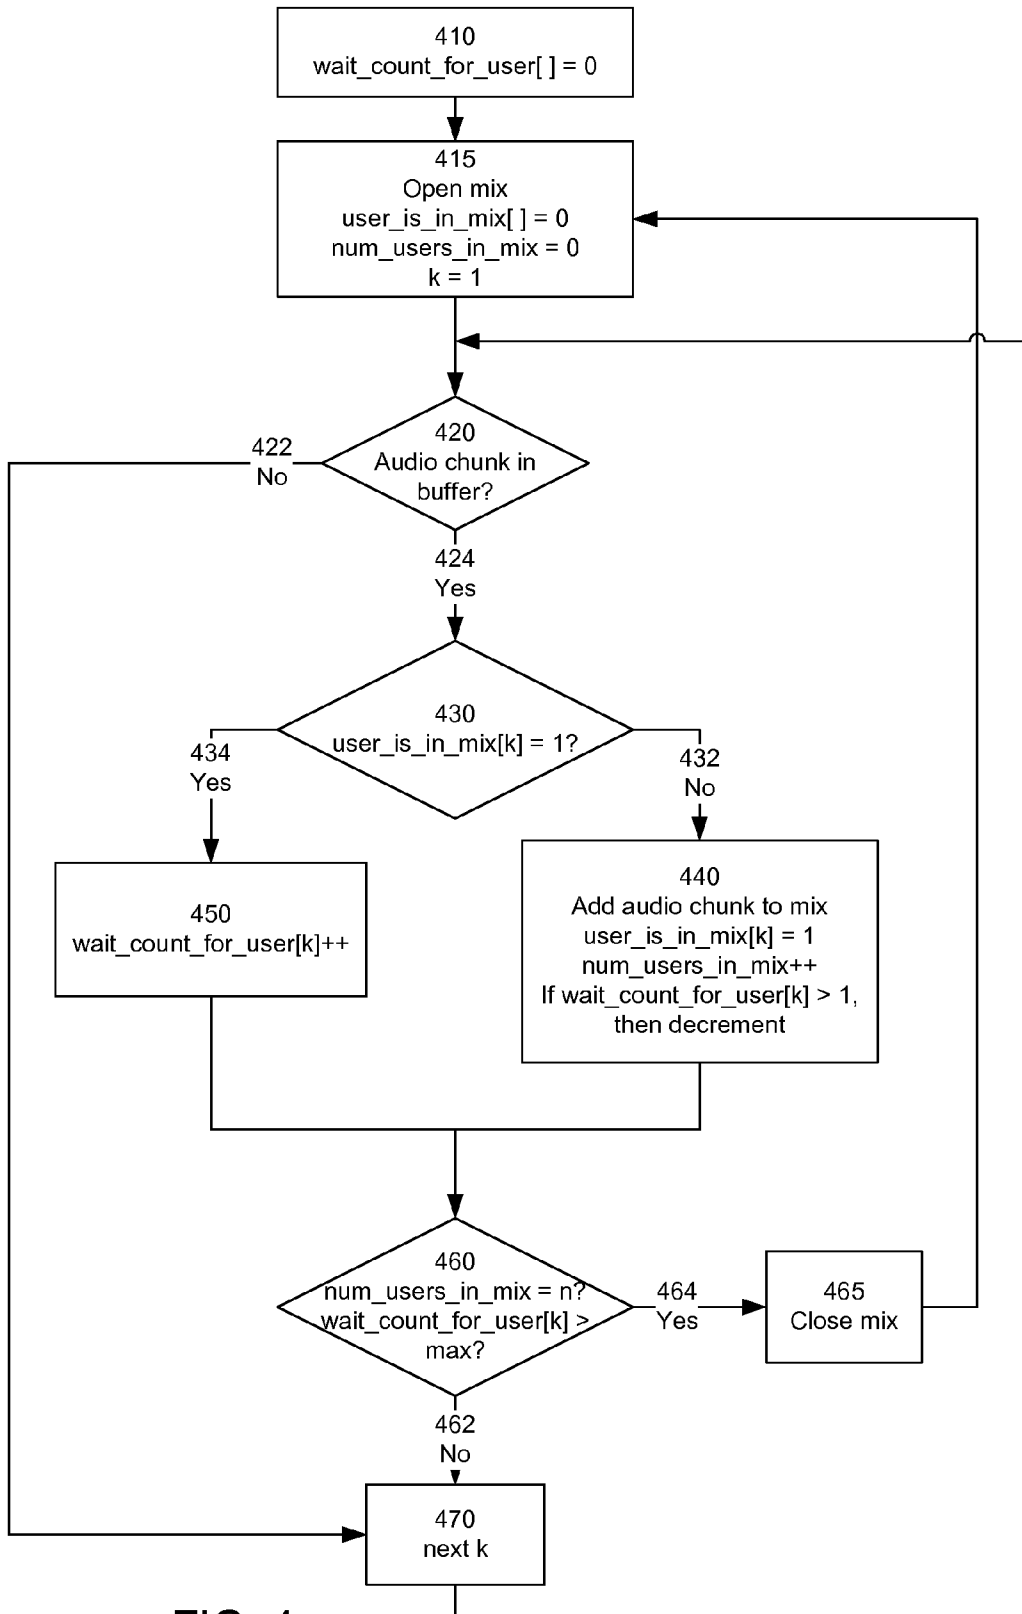 410
wait_count_for_user[ ] = 0
415
Open mix
user_is_in_mix[ ] = 0
num_users_in_mix = 0
k = 1
420
Audio chunk in
buffer?
422
No
424
Yes
430
user_is_in_mix[k] = 1?
434
Yes
432
No
450
wait_count_for_user[k]++
440
Add audio chunk to mix
user_is_in_mix[k] = 1
num_users_in_mix++
If wait_count_for_user[k] > 1,
then decrement
460
num_users_in_mix = n?
wait_count_for_user[k] >
max?
464
Yes
465
Close mix
462
No
470
next k